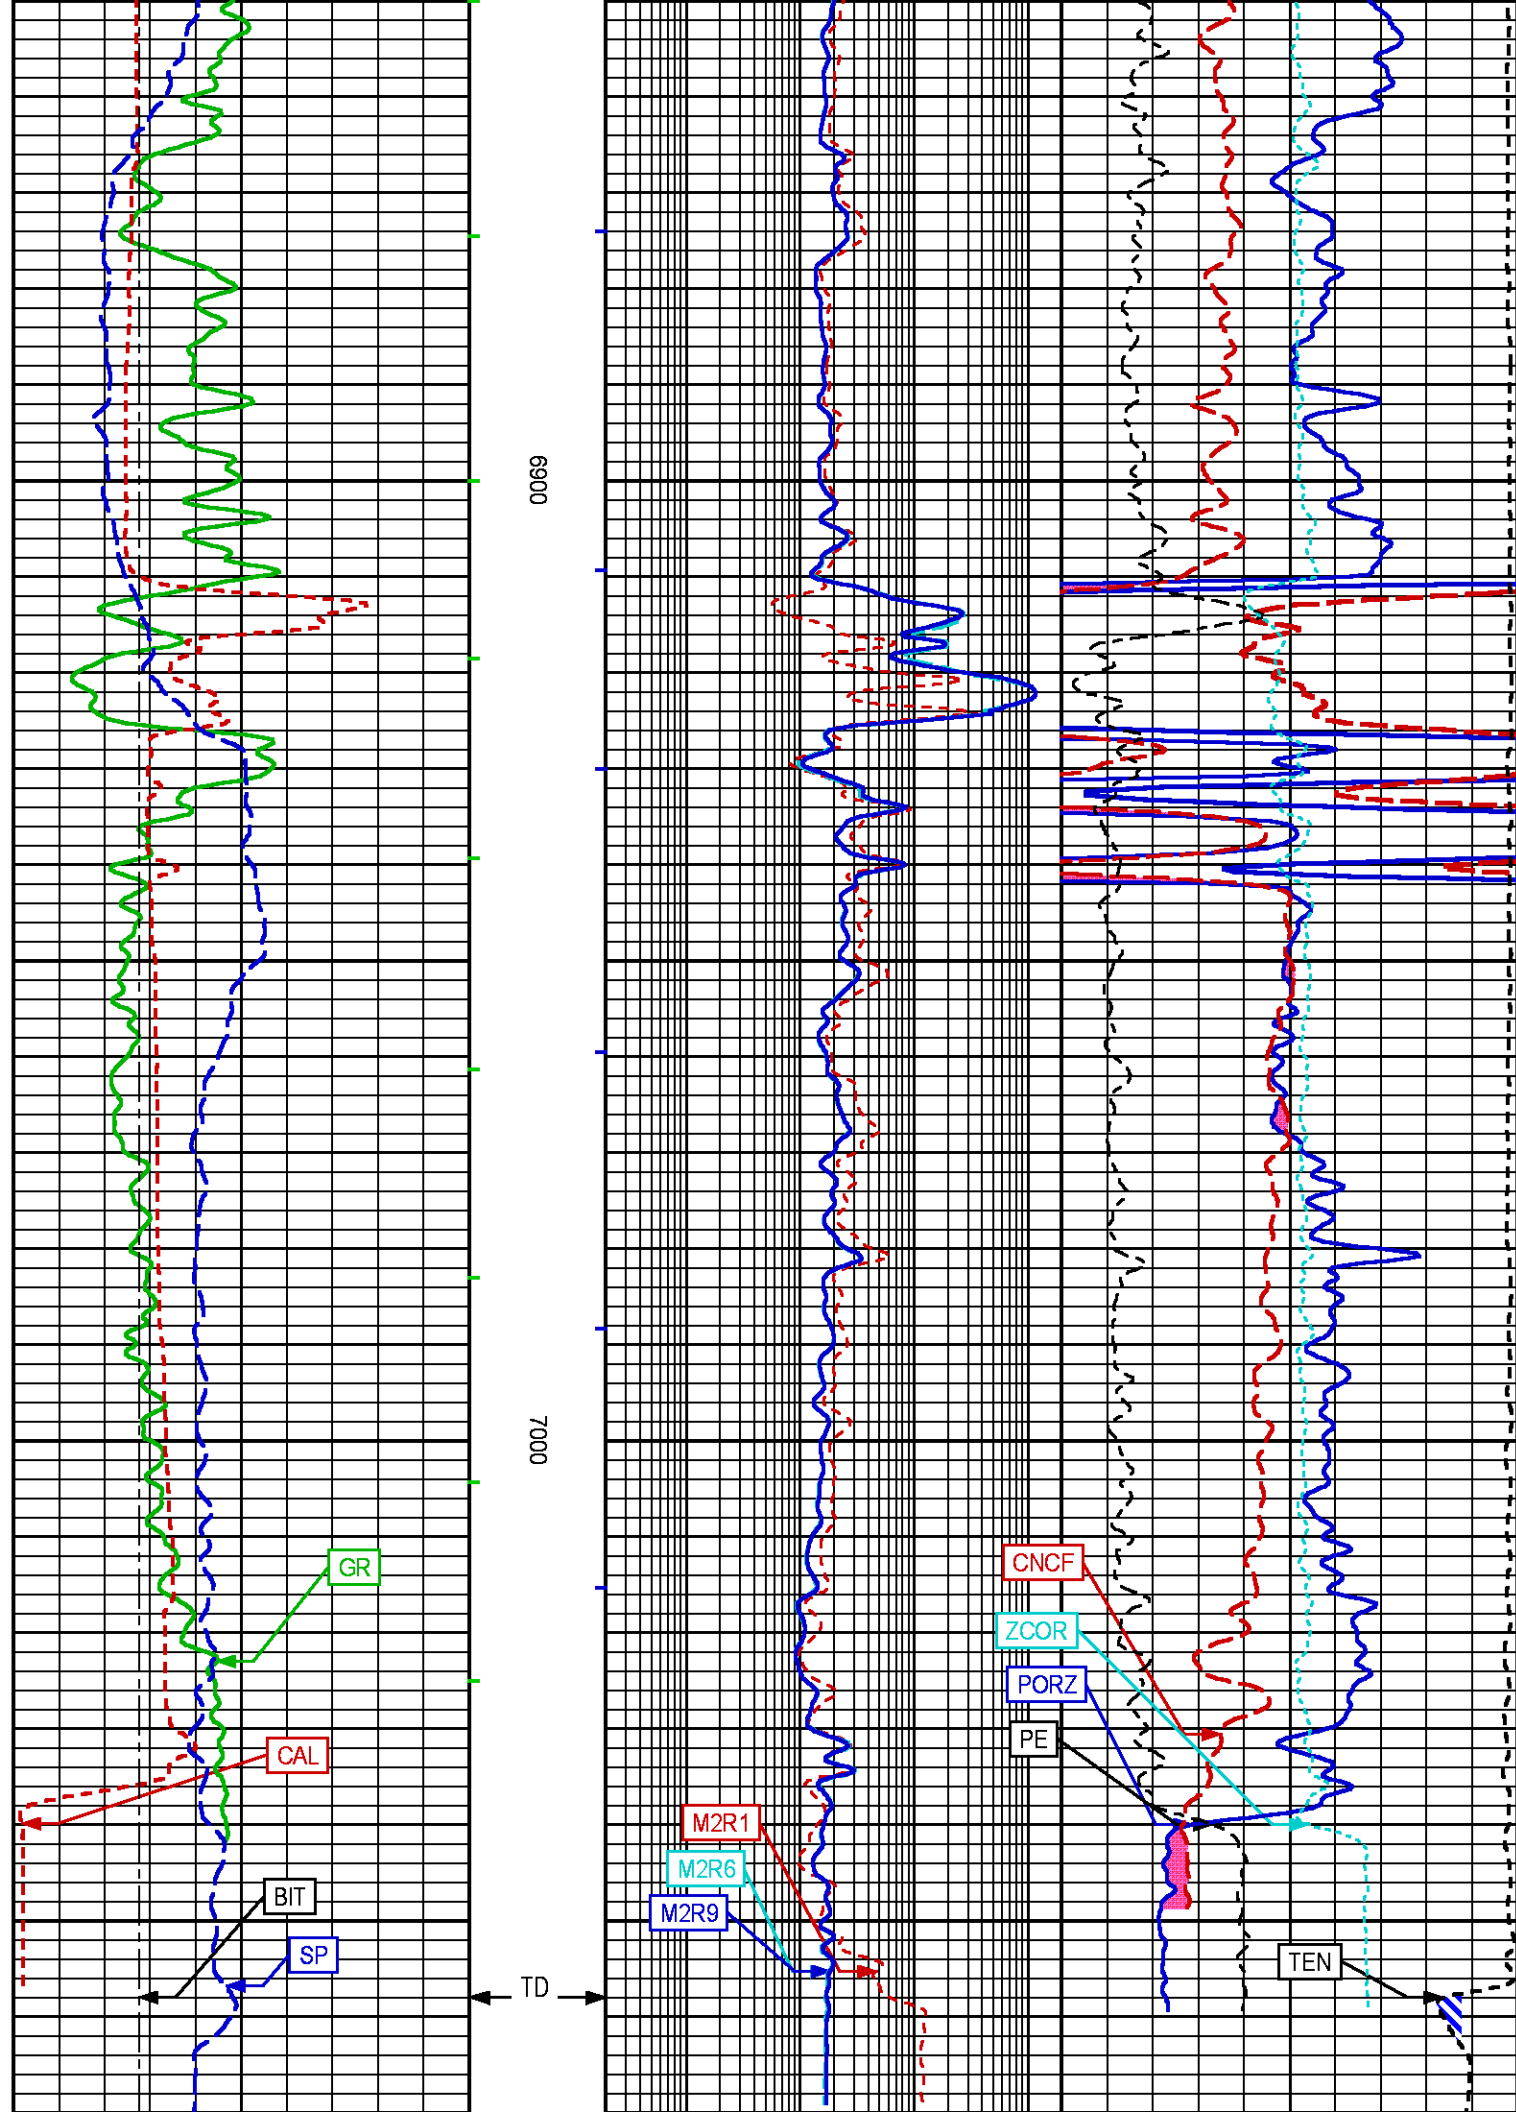 6900
7000
GR
CNCF
ZCOR
PORZ
PE
CAL
M2R1
M2R6
BIT
M2R9
SP
TEN
TD